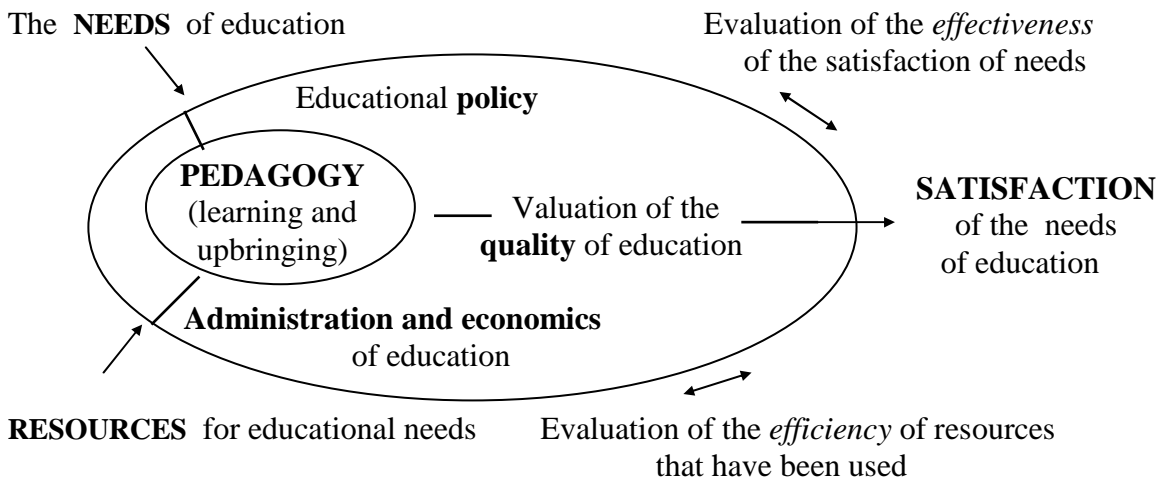 The NEEDS of education
Evaluation of the effectiveness
of the satisfaction of needs
Educational policy
PEDAGOGY
(learning and
upbringing)
Valuation of the
quality of education
SATISFACTION
of the needs
of education
Administration and economics
of education
RESOURCES for educational needs
Evaluation of the efficiency of resources
that have been used